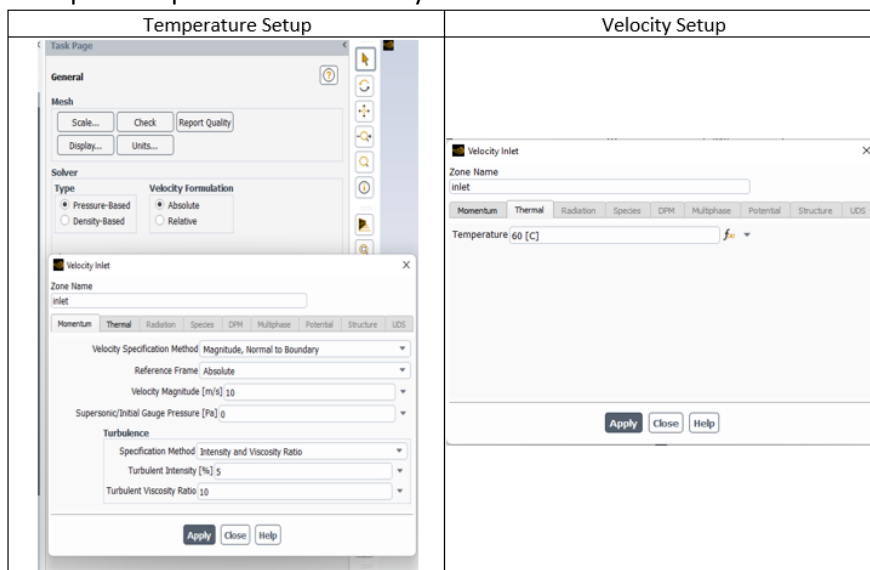 Temperature Setup
Velocity Setup
Task Page
General
Mesh
Scale...
Check
Report Quality
Display...
Units...
Solver
Type
Velocity Formulation
Pressure-Based
Absolute
Density-Based
Relative
Velocity Inlet
Zone Name
inlet
Momentum Thermal Radiation Species DPM Multiphase Potential Structure UDS
Velocity Specification Method Magnitude, Normal to Boundary
Reference Frame Absolute
Velocity Magnitude [m/s] 10
Supersonic/Initial Gauge Pressure [Pa] 0
Turbulence
Specification Method Intensity and Viscosity Ratio
Turbulent Intensity [%] 5
Turbulent Viscosity Ratio 10
Apply Close Help
Velocity Inlet
Zone Name
inlet
Momentum Thermal Radiation Species DPM Multiphase Potential Structure UDS
Temperature 60 [C]
Apply Close Help